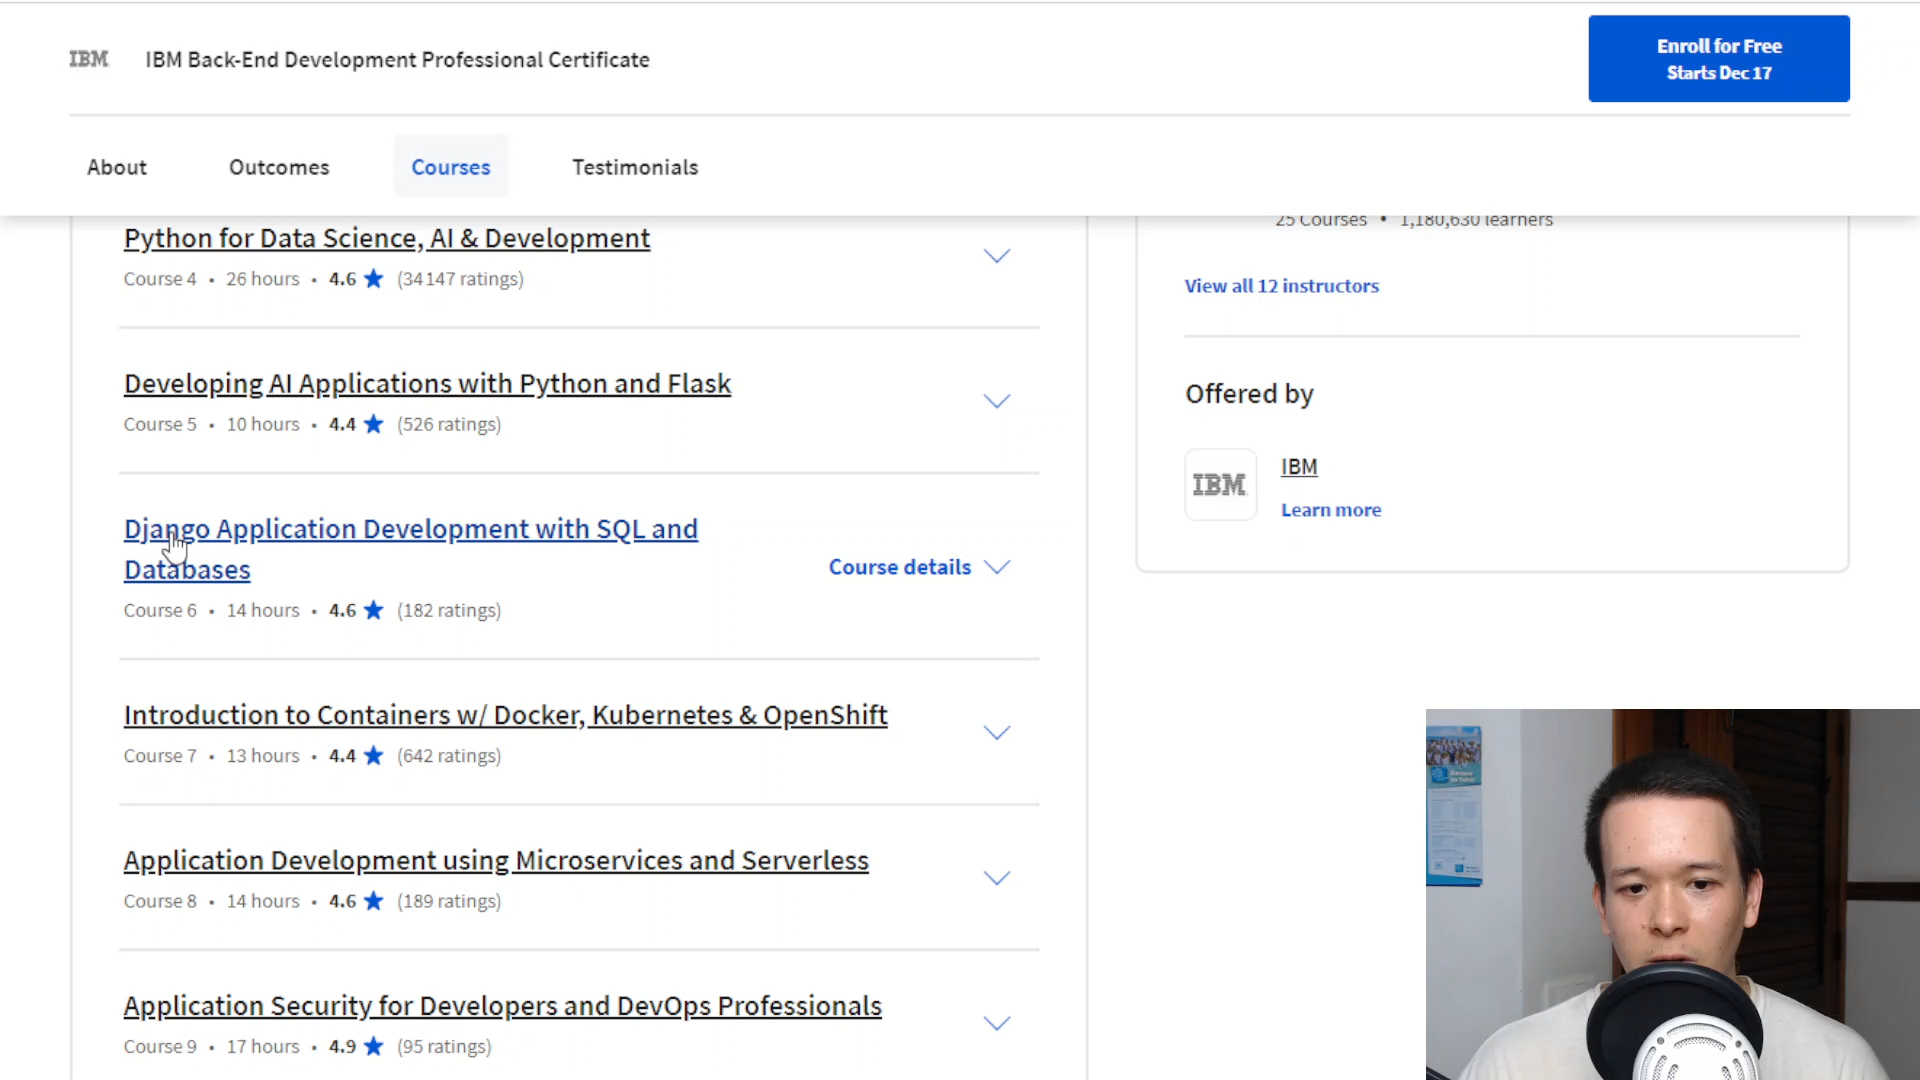 IBM
IBM Back-End Development Professional Certificate
Enroll for Free
Starts Dec 17
About
Outcomes
Courses
Testimonials
Python for Data Science, AI & Development
Course 4 • 26 hours • 4.6 ★ (34147 ratings)
Developing AI Applications with Python and Flask
Course 5 • 10 hours • 4.4 ★ (526 ratings)
Django Application Development with SQL and
Databases
Course details
Course 6 • 14 hours • 4.6 ★ (182 ratings)
Introduction to Containers w/ Docker, Kubernetes & OpenShift
Course 7 • 13 hours • 4.4 ★ (642 ratings)
Application Development using Microservices and Serverless
Course 8 • 14 hours • 4.6 ★ (189 ratings)
Application Security for Developers and DevOps Professionals
Course 9 • 17 hours • 4.9 ★ (95 ratings)
25 Courses • 1,180,630 learners
View all 12 instructors
Offered by
IBM
IBM
Learn more